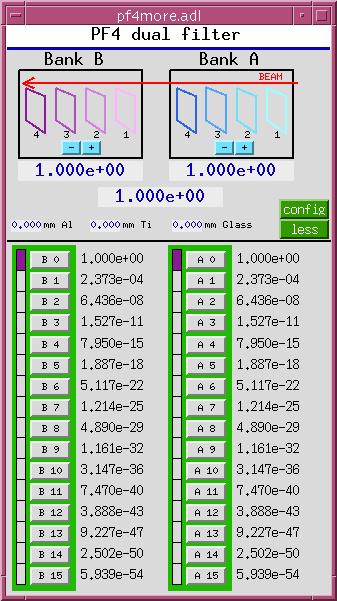 pf4more.adl
PF4 dual filter
Bank B Bank A
BEAM
4 3 2 1 4 3 2 1
- + - +
1.000e+00 1.000e+00
1.000e+00
config
0.000mm Al 0.000mm Ti 0.000mm Glass
less
B 0 1.000e+00 A 0 1.000e+00
B 1 2.373e-04 A 1 2.373e-04
B 2 6.436e-08 A 2 6.436e-08
B 3 1.527e-11 A 3 1.527e-11
B 4 7.950e-15 A 4 7.950e-15
B 5 1.887e-18 A 5 1.887e-18
B 6 5.117e-22 A 6 5.117e-22
B 7 1.214e-25 A 7 1.214e-25
B 8 4.890e-29 A 8 4.890e-29
B 9 1.161e-32 A 9 1.161e-32
B 10 3.147e-36 A 10 3.147e-36
B 11 7.470e-40 A 11 7.470e-40
B 12 3.888e-43 A 12 3.888e-43
B 13 9.227e-47 A 13 9.227e-47
B 14 2.502e-50 A 14 2.502e-50
B 15 5.939e-54 A 15 5.939e-54